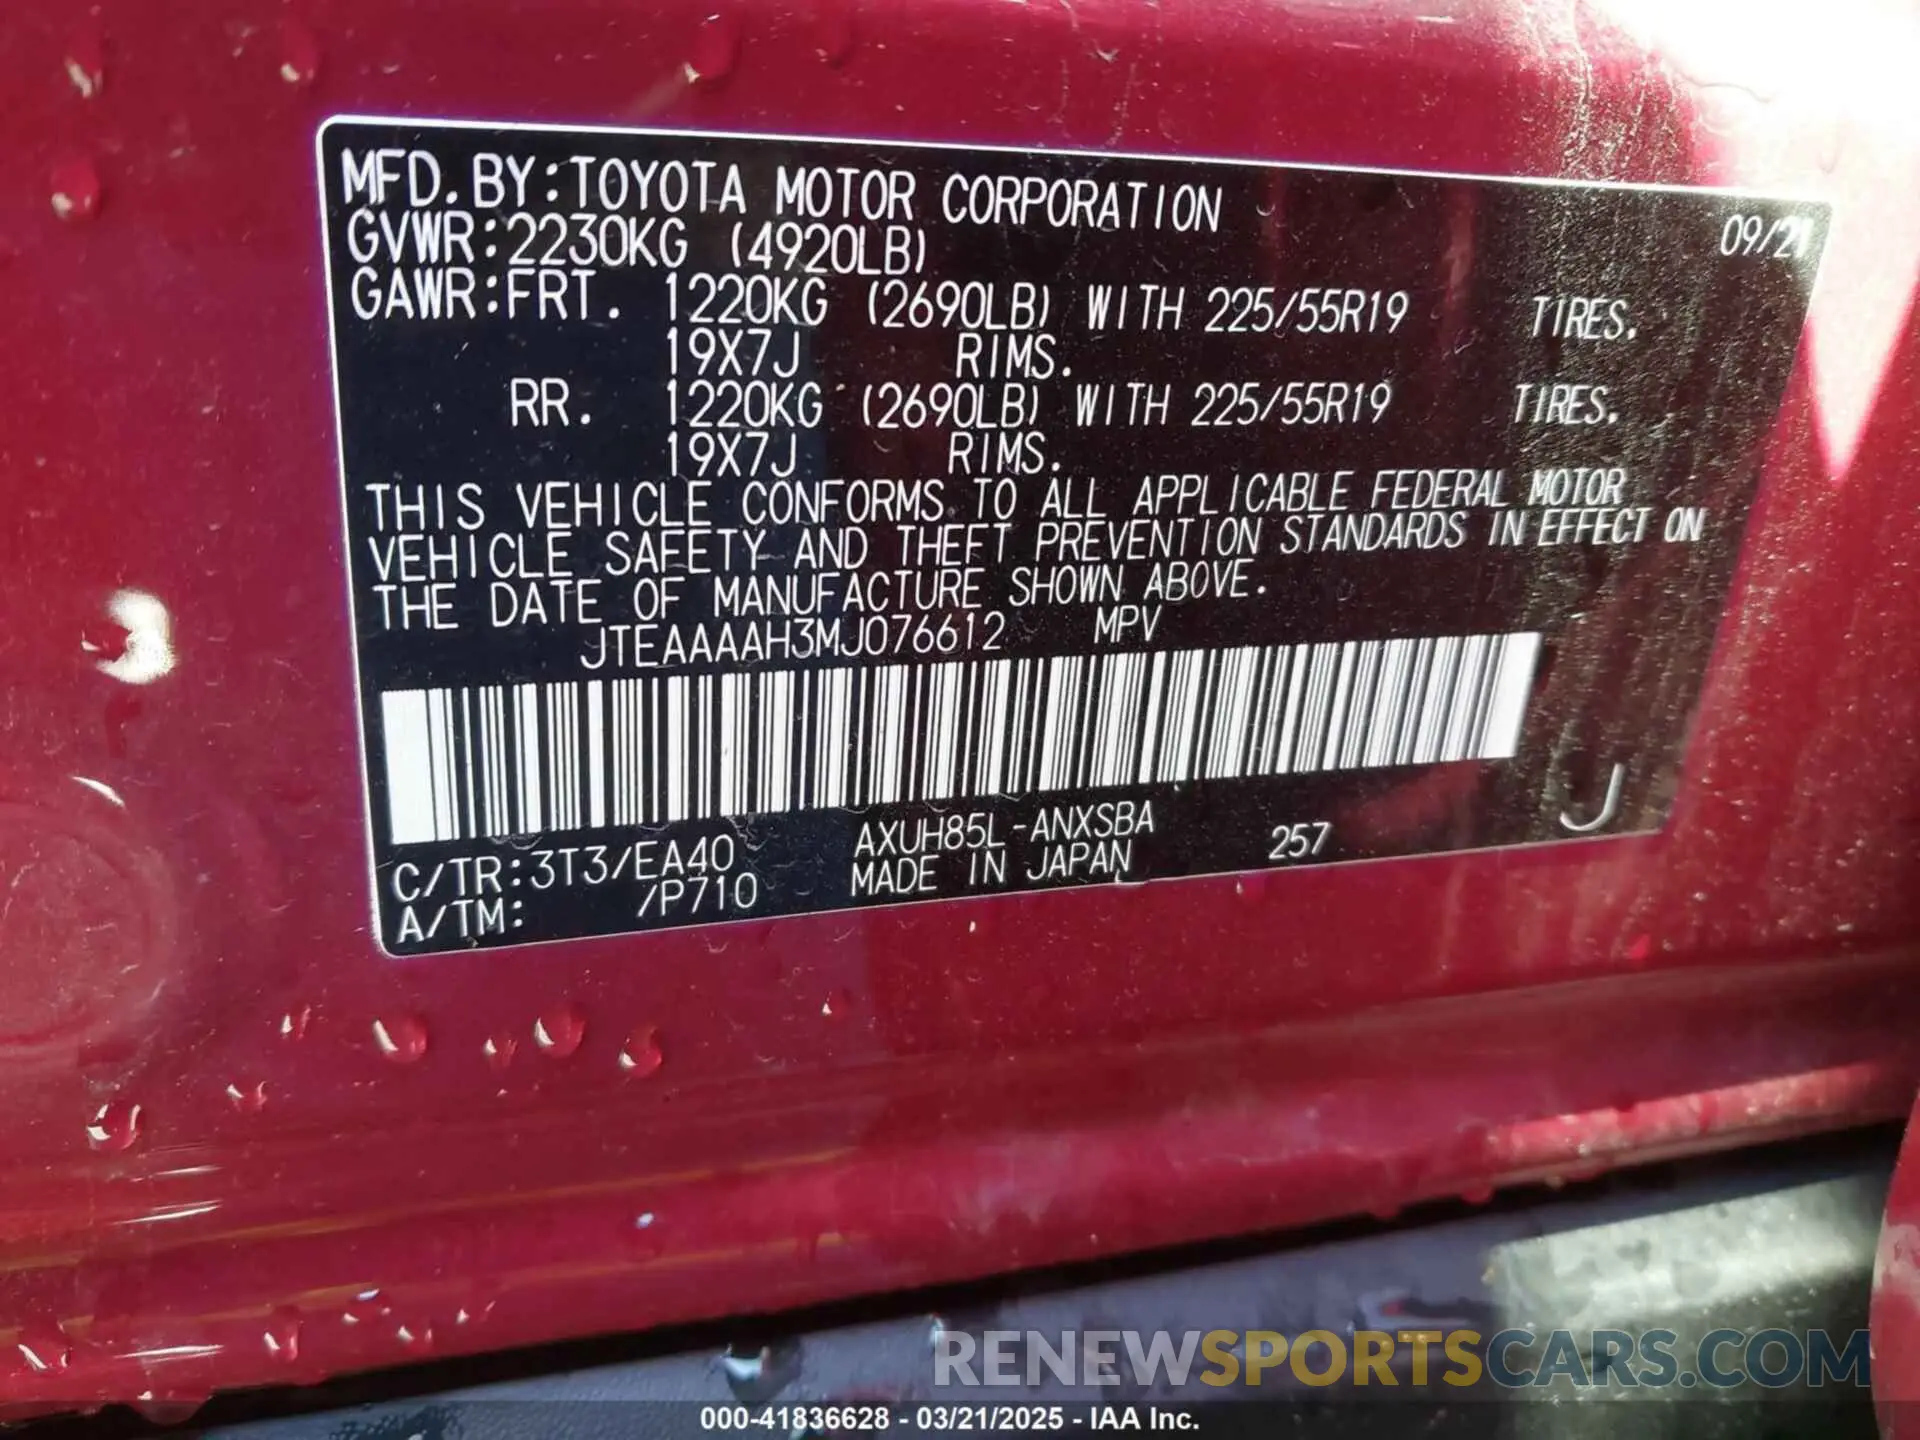 MFD. BY:TOYOTA MOTOR CORPORATION 09/21
GVWR:2230KG (4920LB)
GAWR:FRT. 1220KG (2690LB) WITH 225/55R19 TIRES.
19X7J RIMS.
RR. 1220KG (2690LB) WITH 225/55R19 TIRES.
19X7J RIMS.
THIS VEHICLE CONFORMS TO ALL APPLICABLE FEDERAL MOTOR
VEHICLE SAFETY AND THEFT PREVENTION STANDARDS IN EFFECT ON
THE DATE OF MANUFACTURE SHOWN ABOVE.
JTEAAAAH3MJ076612 MPV
C/TR:3T3/EA40 AXUH85L-ANXSBA 257 J
A/TM: /P710 MADE IN JAPAN
RENEWSPORTSCARS.COM
000-41836628 - 03/21/2025 - IAA Inc.